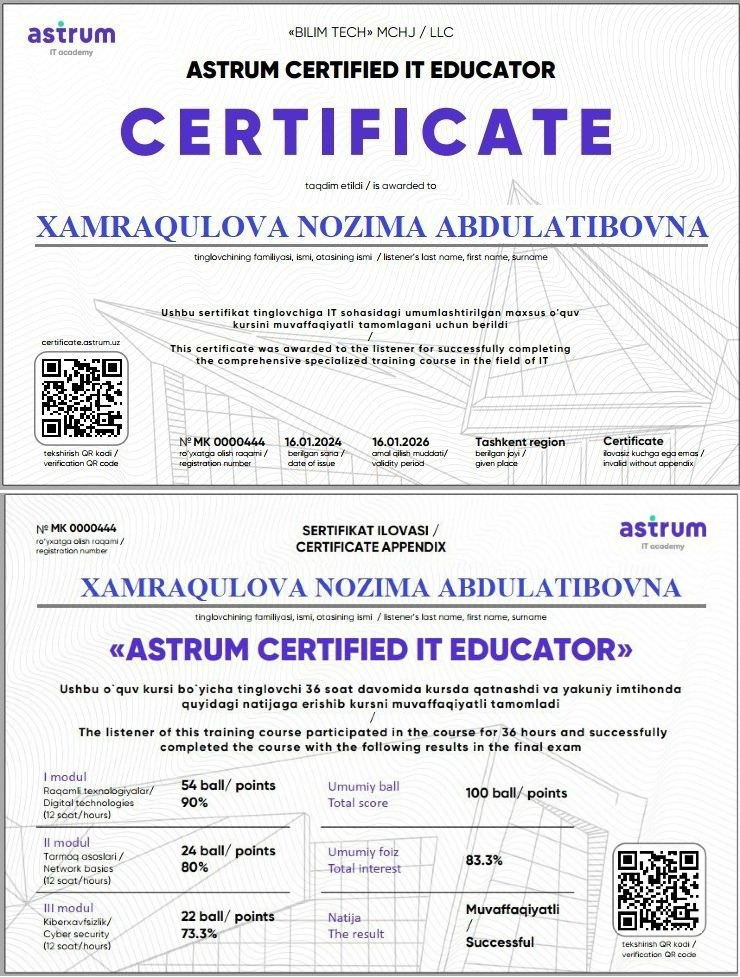 astrum
IT academy
«BILIM TECH» MCHJ / LLC
ASTRUM CERTIFIED IT EDUCATOR
CERTIFICATE
taqdim etildi / is awarded to
XAMRAQULOVA NOZIMA ABDULATIBOVNA
tinglovchining familiyasi, ismi, otasining ismi / listener's last name, first name, surname
Ushbu sertifikat tinglovchiga IT sohasidagi umumlashtirilgan maxsus o'quv
kursini muvaffaqiyatli tamomlagani uchun berildi
/
This certificate was awarded to the listener for successfully completing
the comprehensive specialized training course in the field of IT
certificate.astrum.uz
tekshirish QR kodi /
verification QR code
№ MK 0000444
ro'yxatga olish raqami /
registration number
16.01.2024
berilgan sana /
date of issue
16.01.2026
amal qilish muddati/
validity period
Tashkent region
berilgan joyi /
given place
Certificate
ilovasiz kuchga ega emas /
invalid without appendix
№ MK 0000444
ro'yxatga olish raqami /
registration number
SERTIFIKAT ILOVASI /
CERTIFICATE APPENDIX
astrum
IT academy
XAMRAQULOVA NOZIMA ABDULATIBOVNA
tinglovchining familiyasi, ismi, otasining ismi / listener's last name, first name, surname
«ASTRUM CERTIFIED IT EDUCATOR»
Ushbu o`quv kursi bo`yicha tinglovchi 36 soat davomida kursda qatnashdi va yakuniy imtihonda
quyidagi natijaga erishib kursni muvaffaqiyatli tamomladi
/
The listener of this training course participated in the course for 36 hours and successfully
completed the course with the following results in the final exam
I modul
Raqamli texnologiyalar/
Digital technologies
(12 soat/hours)
54 ball/ points
90%
Umumiy ball
Total score
100 ball/ points
II modul
Tarmoq asoslari /
Network basics
(12 soat/hours)
24 ball/ points
80%
Umumiy foiz
Total interest
83.3%
III modul
Kiberxavfsizlik/
Cyber security
(12 soat/hours)
22 ball/ points
73.3%
Natija
The result
Muvaffaqiyatli
/
Successful
tekshirish QR kodi /
verification QR code